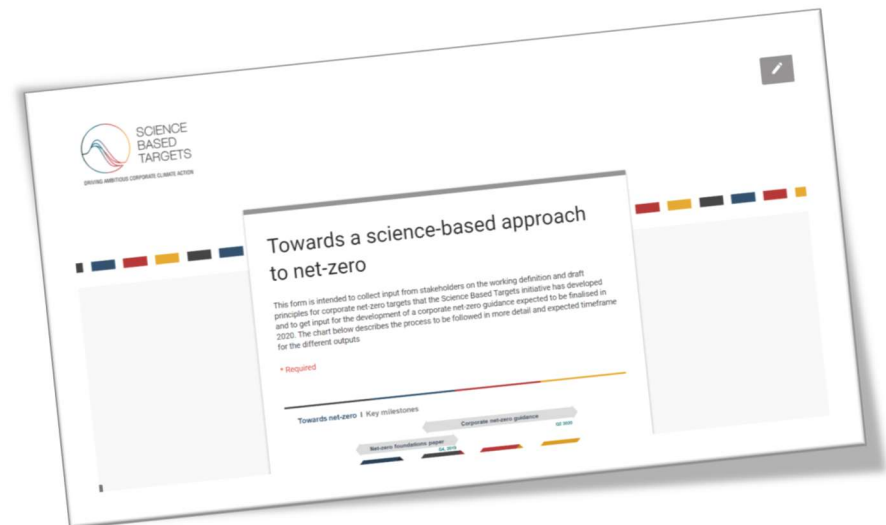 SCIENCE
BASED
TARGETS
DRIVING AMBITIOUS CORPORATE CLIMATE ACTION
Towards a science-based approach
to net-zero
This form is intended to collect input from stakeholders on the working definition and draft
principles for corporate net-zero targets that the Science Based Targets initiative has developed
and to get input for the development of a corporate net-zero guidance expected to be finalised in
2020. The chart below describes the process to be followed in more detail and expected timeframe
for the different outputs
* Required
Towards net-zero I Key milestones
Corporate net-zero guidance
Net-zero foundations paper